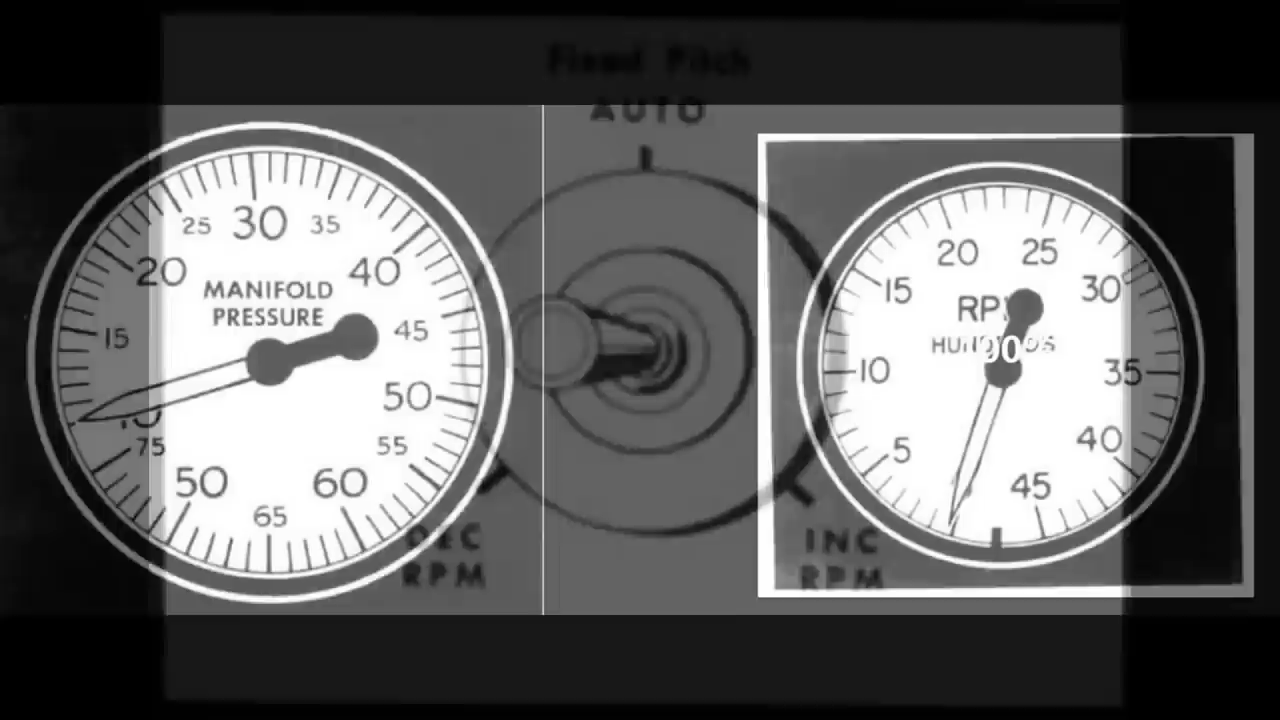 Fixed Pitch
AUTO
25 30 35
20 40
MANIFOLD
PRESSURE
15 45
10
50
75 55
50 60
65
DEC
RPM
INC
RPM
20 25
15 30
10 35
5 40
45